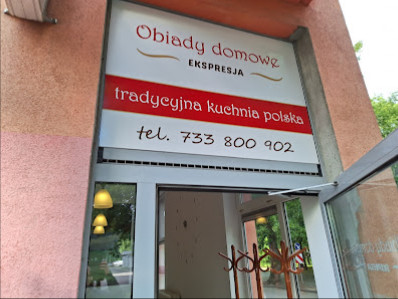 Obiady domowe
EKSPRESJA
tradycyjna kuchnia polska
tel. 733 800 902